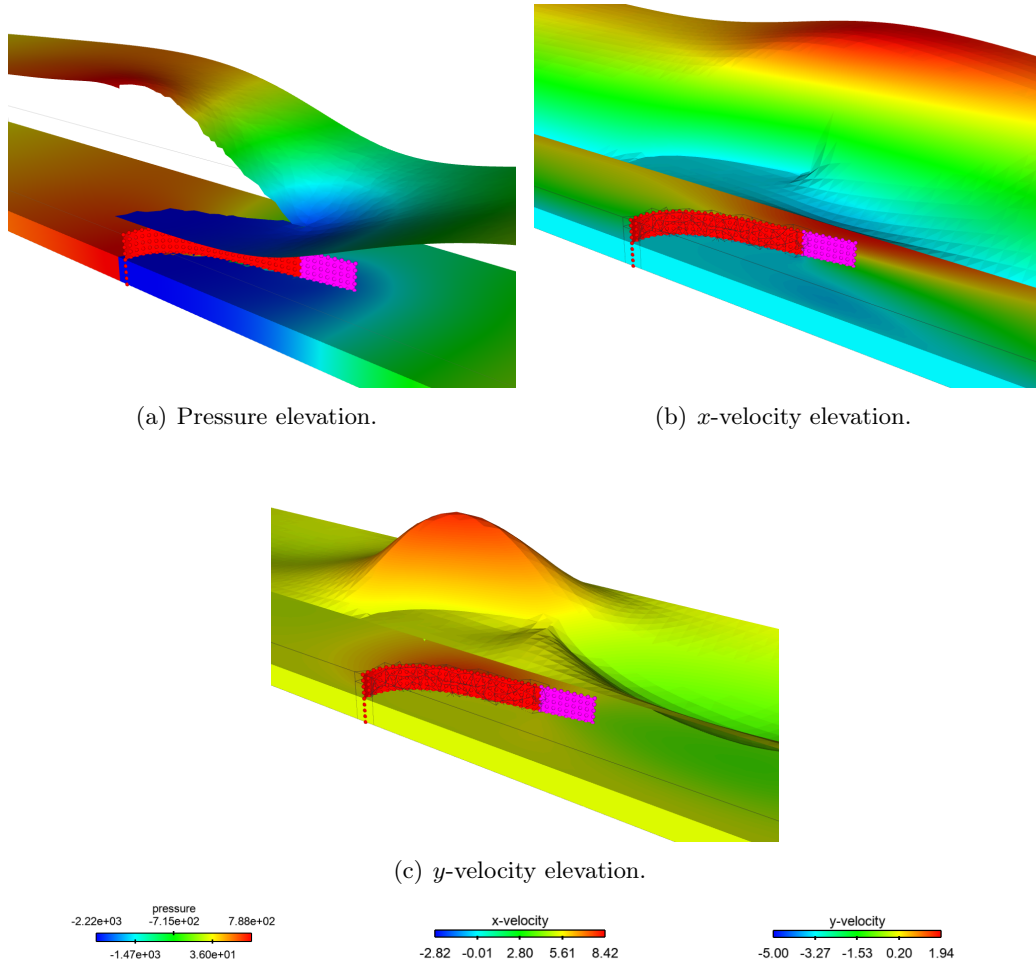 (a) Pressure elevation.
(b) x-velocity elevation.
(c) y-velocity elevation.
pressure
-2.22e+03 -7.15e+02 7.88e+02
-1.47e+03 3.60e+01
x-velocity
-2.82 -0.01 2.80 5.61 8.42
y-velocity
-5.00 -3.27 -1.53 0.20 1.94